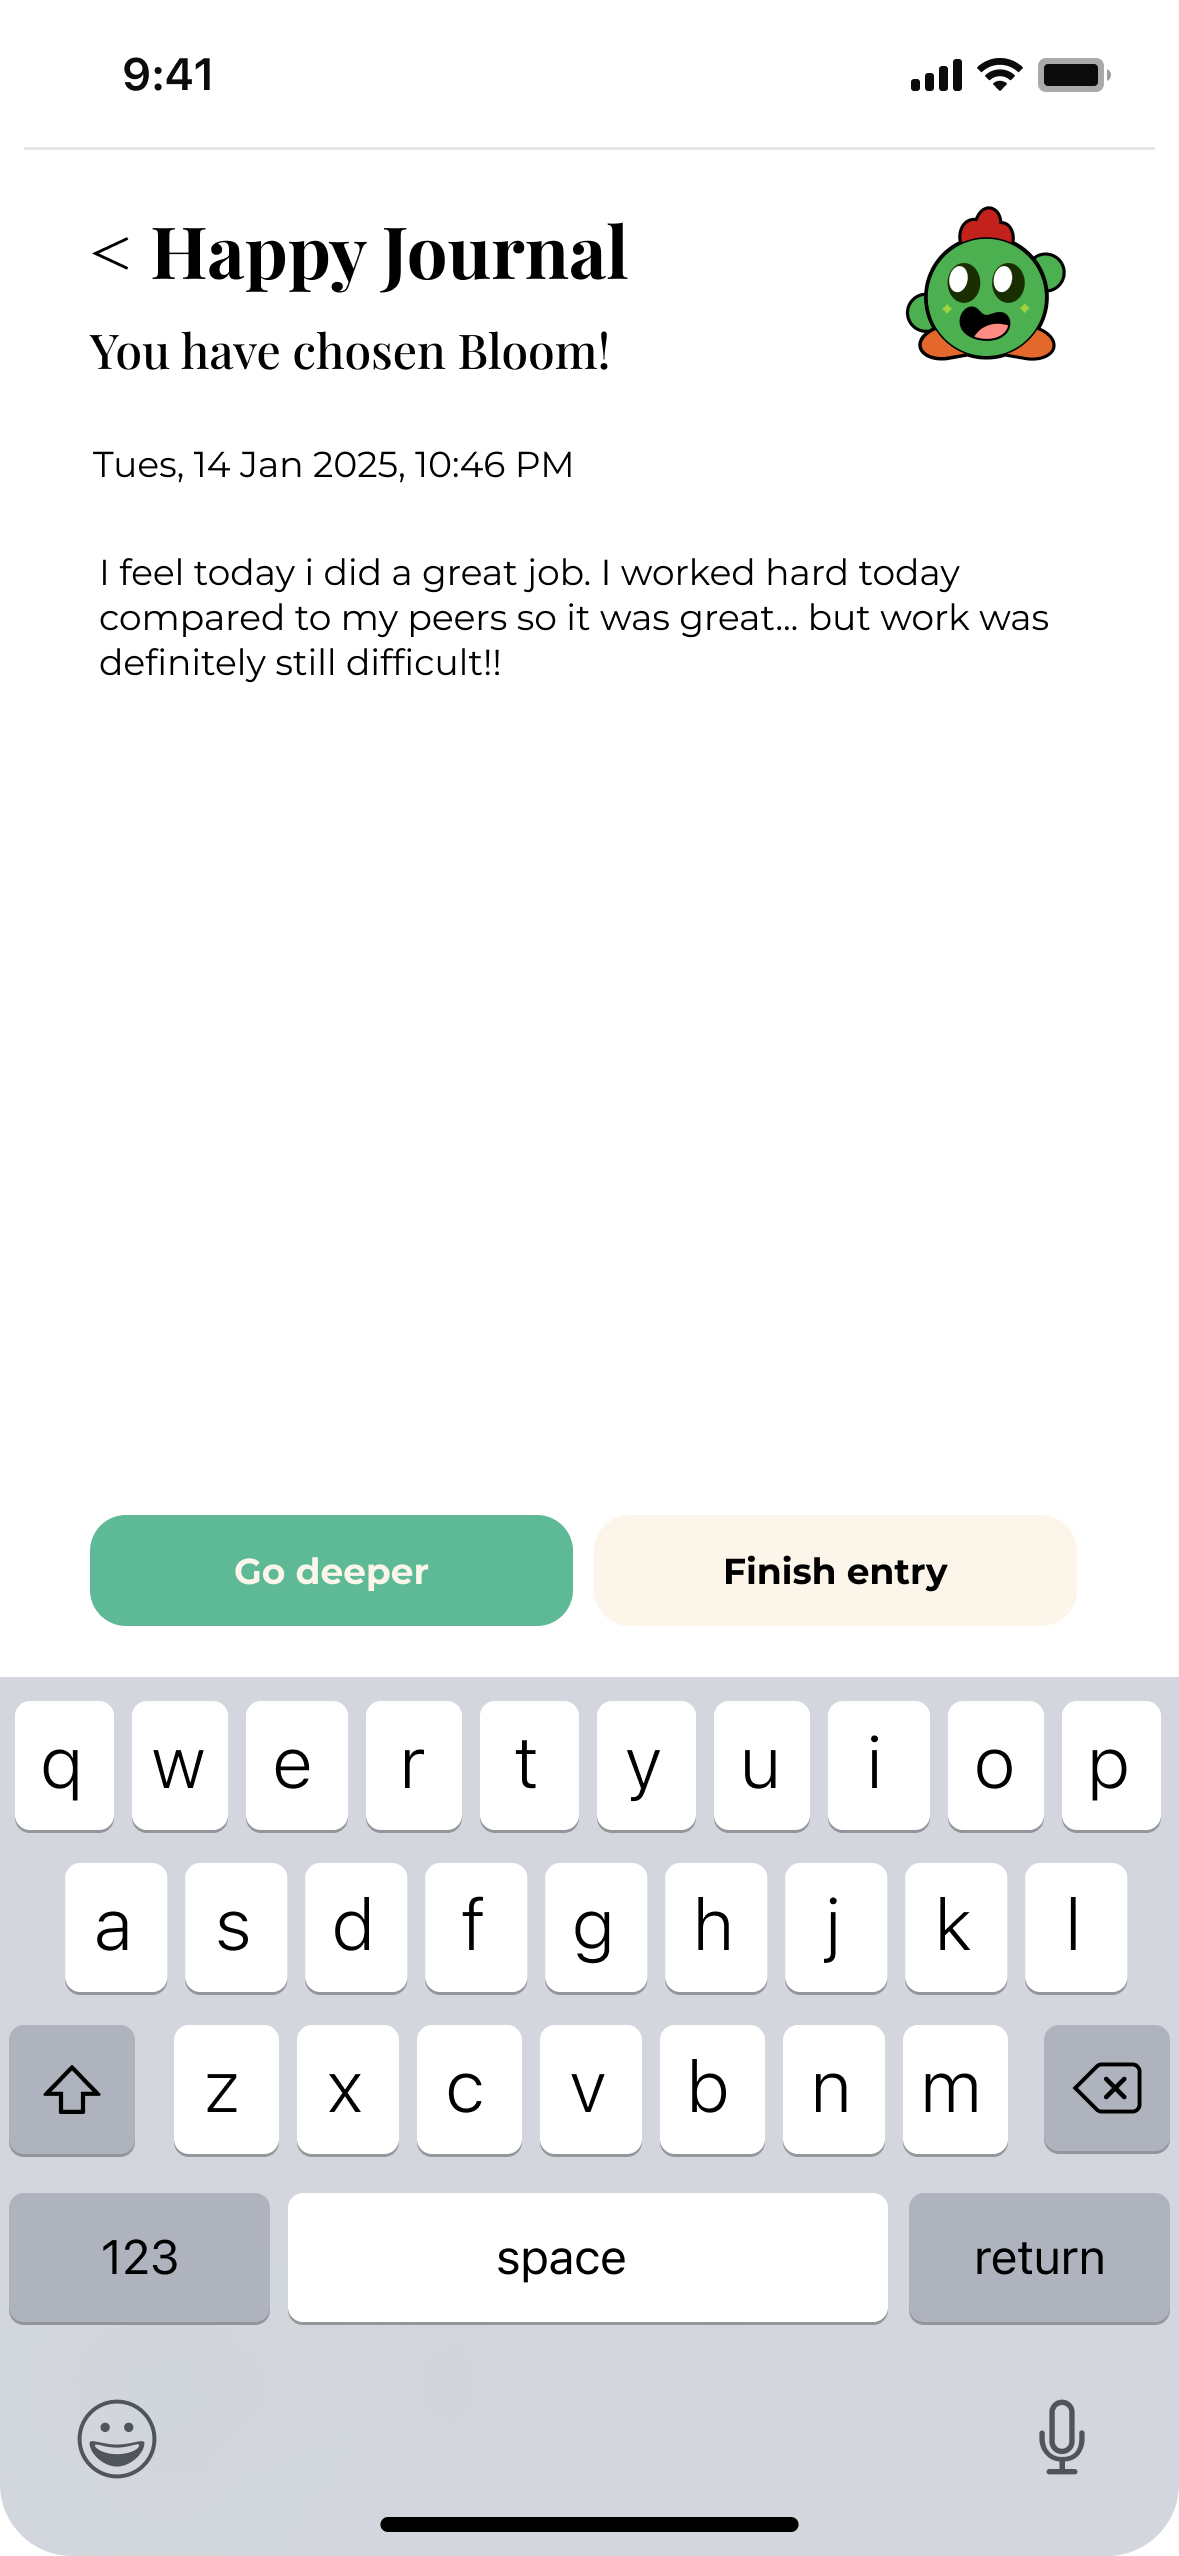 9:41
< Happy Journal
You have chosen Bloom!
Tues, 14 Jan 2025, 10:46 PM
I feel today i did a great job. I worked hard today
compared to my peers so it was great... but work was
definitely still difficult!!
Go deeper Finish entry
q w e r t y u i o p
a s d f g h j k l
z x c v b n m
123 space return